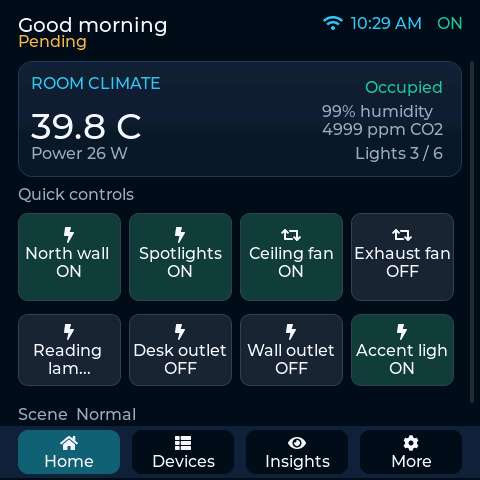 Good morning
10:29 AM ON
Pending
ROOM CLIMATE
Occupied
39.8 C
99% humidity
4999 ppm CO2
Power 26 W
Lights 3 / 6
Quick controls
North wall
ON
Spotlights
ON
Ceiling fan
ON
Exhaust fan
OFF
Reading
lam...
Desk outlet
OFF
Wall outlet
OFF
Accent ligh
ON
Scene Normal
Home
Devices
Insights
More